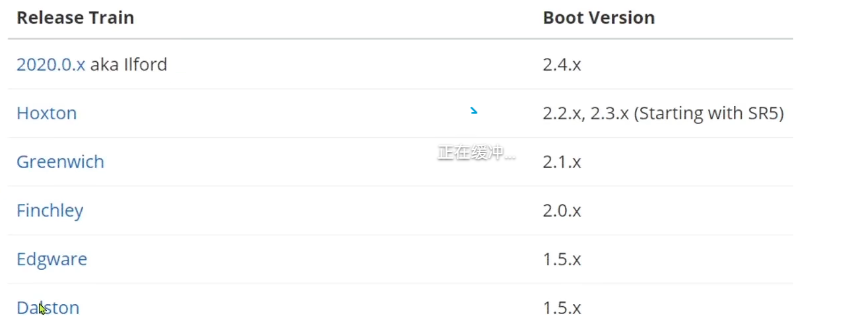 Release Train Boot Version
2020.0.x aka Ilford 2.4.x
Hoxton 2.2.x, 2.3.x (Starting with SR5)
正在缓冲...
Greenwich 2.1.x
Finchley 2.0.x
Edgware 1.5.x
Dalston 1.5.x